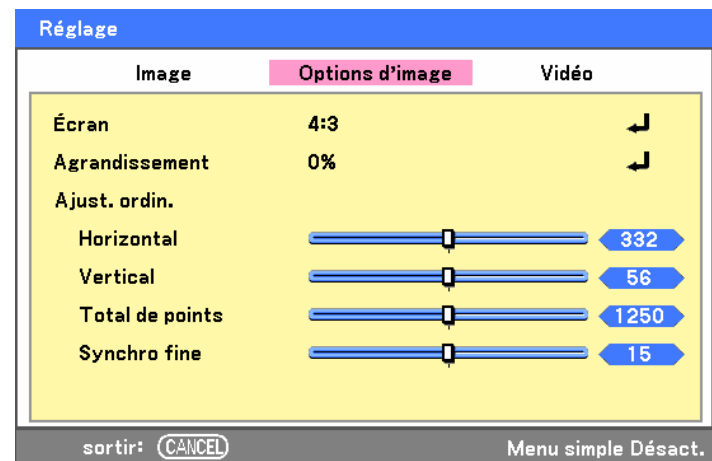 Réglage
Image Options d'image Vidéo
Écran 4:3
Agrandissement 0%
Ajust. ordin.
Horizontal 332
Vertical 56
Total de points 1250
Synchro fine 15
sortir: CANCEL Menu simple Désact.